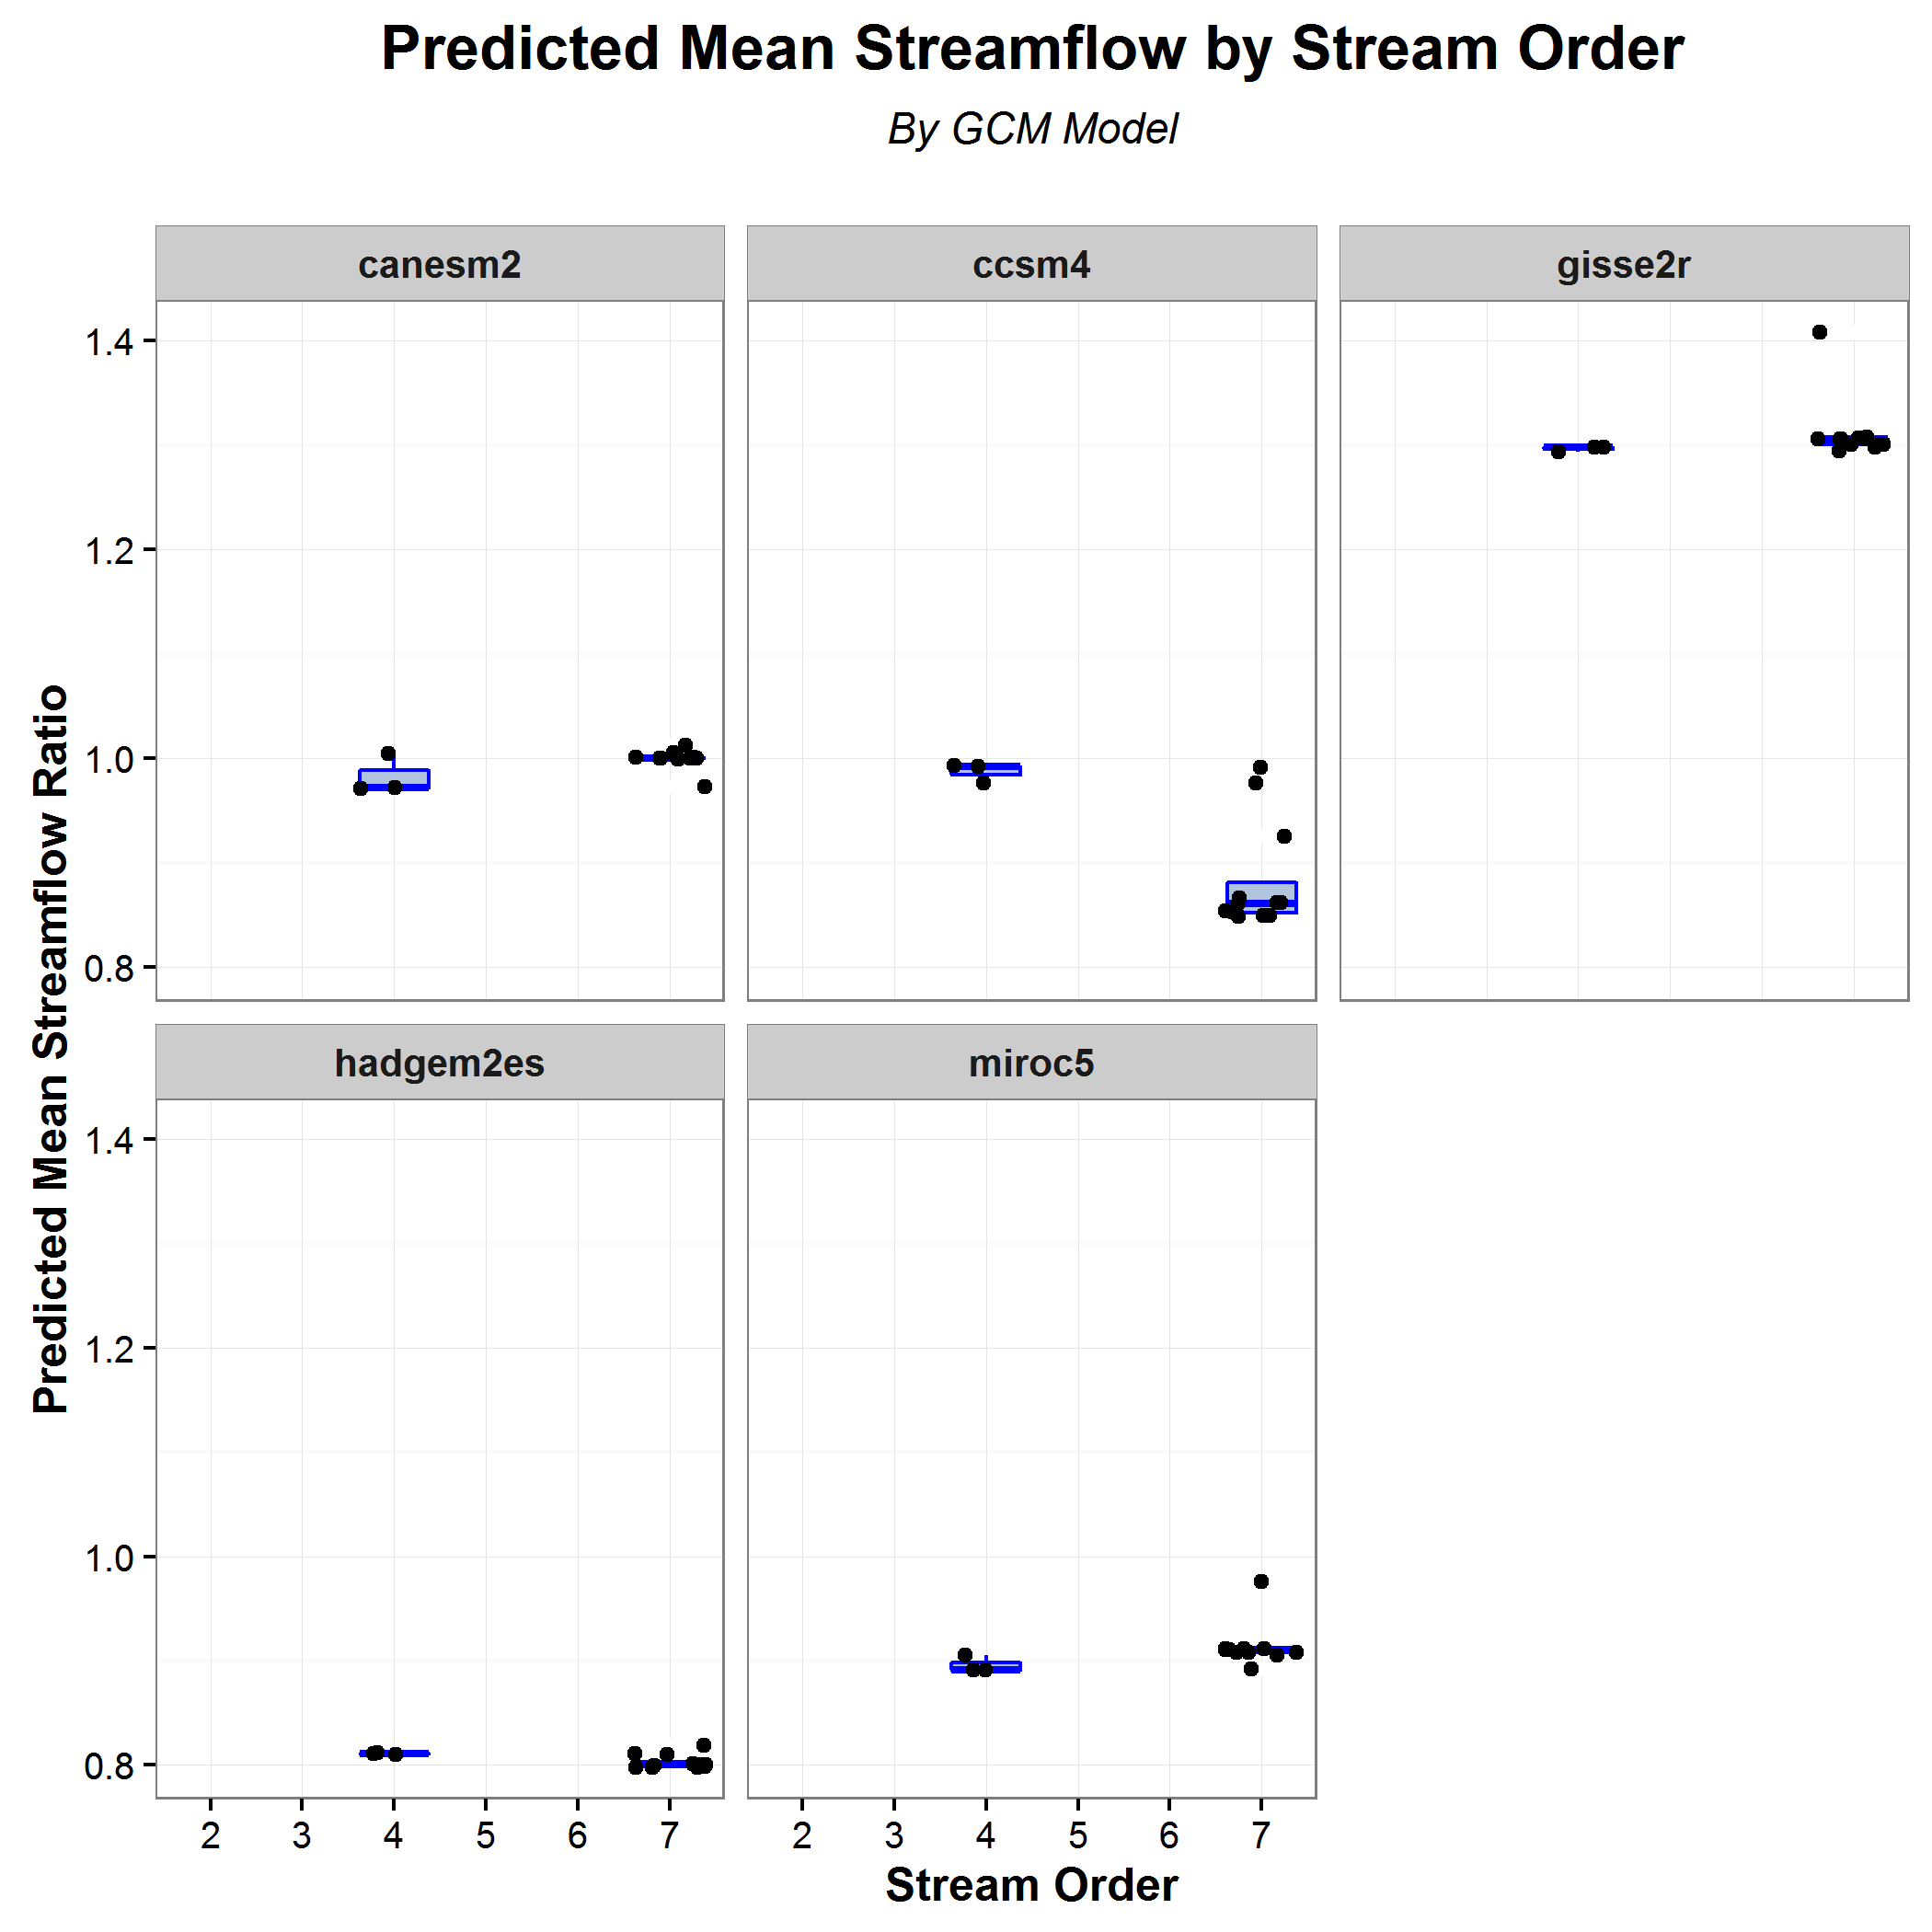 Predicted Mean Streamflow by Stream Order
By GCM Model
canesm2
ccsm4
gisse2r
1.4
1.2
1.0
0.8
Predicted Mean Streamflow Ratio
hadgem2es
miroc5
1.4
1.2
1.0
0.8
2 3 4 5 6 7
2 3 4 5 6 7
Stream Order